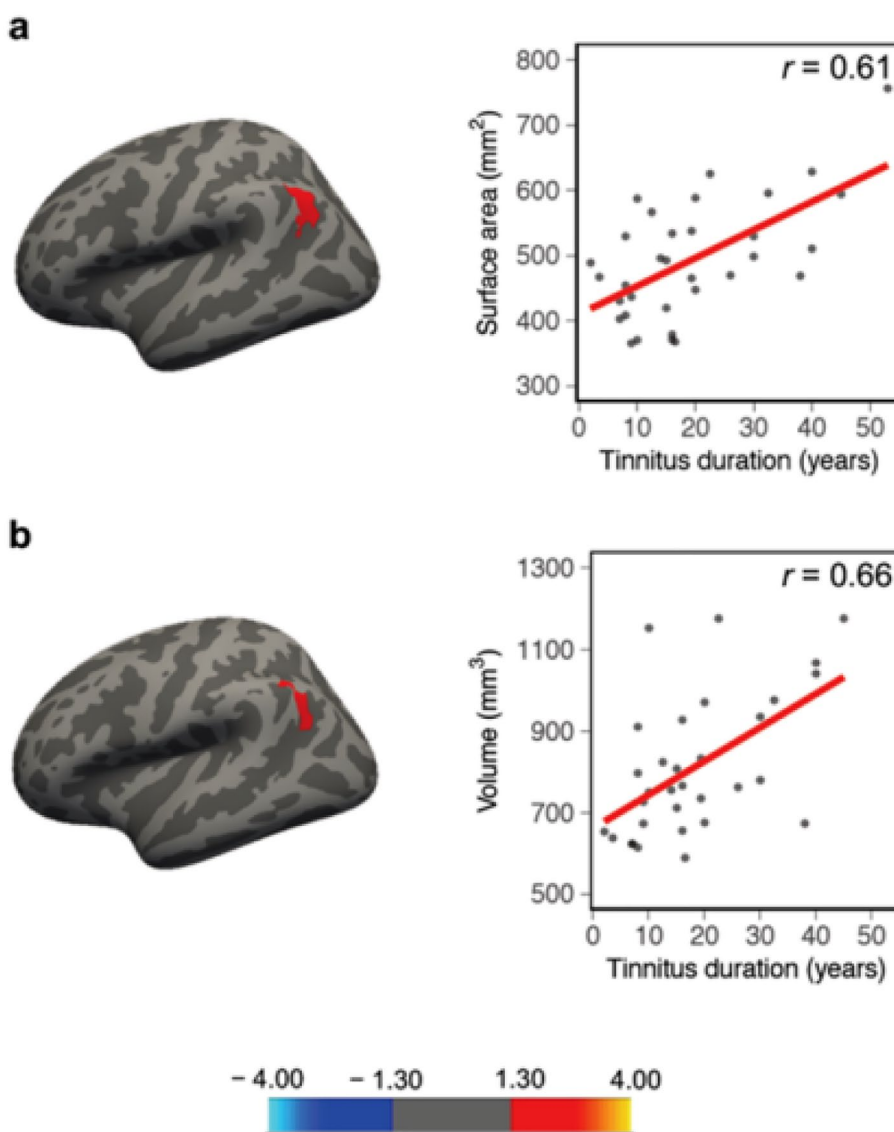 a
r = 0.61
800
700
600
500
400
300
Surface area (mm²)
0 10 20 30 40 50
Tinnitus duration (years)
b
r = 0.66
1300
1100
900
700
500
Volume (mm³)
0 10 20 30 40 50
Tinnitus duration (years)
− 4.00 − 1.30 1.30 4.00